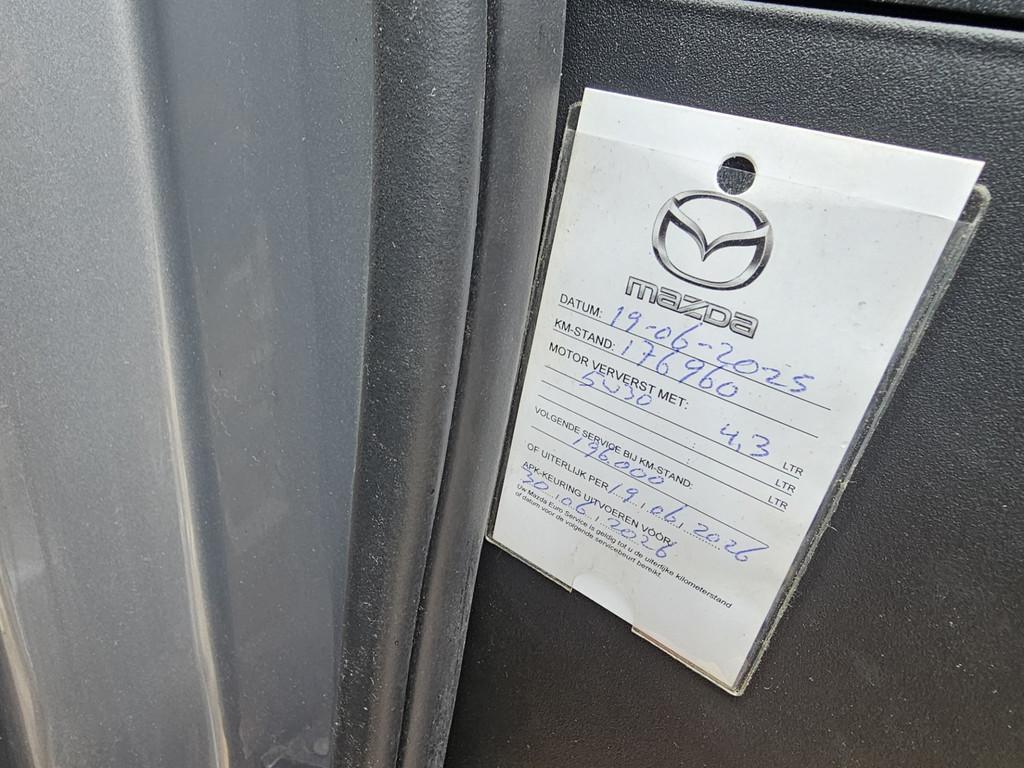 mazda
DATUM: 19-06-2025
KM-STAND: 176960
MOTOR VERVERST MET:
5W30 4,3 LTR
LTR
LTR
VOLGENDE SERVICE BIJ KM-STAND:
196.000
OF UITERLIJK PER 19.06.2026
APK-KEURING UITVOEREN VÓÓR:
30.06.2026
Uw Mazda Euro Service is geldig tot u de uiterlijke kilometerstand
of datum voor de volgende servicebeurt bereikt.